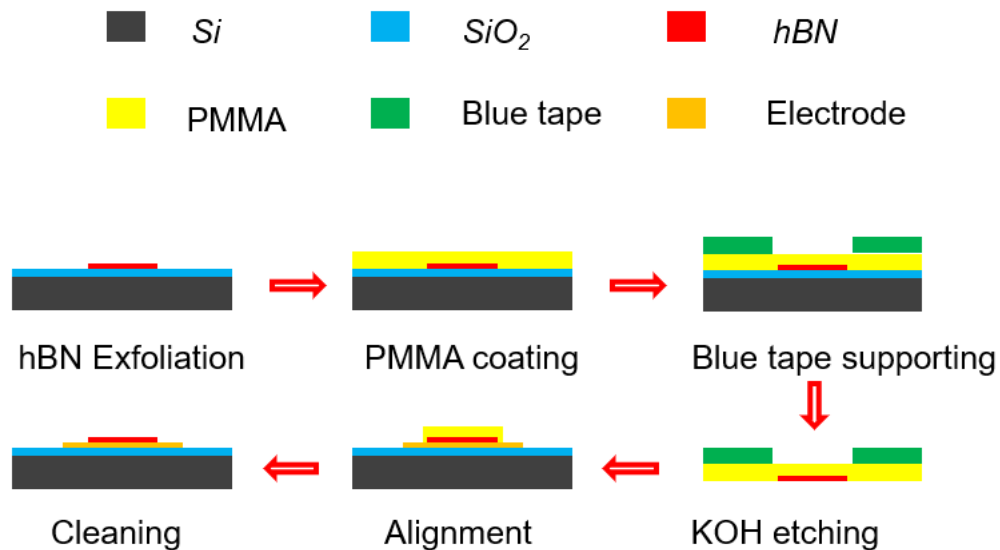 Si
SiO₂
hBN
PMMA
Blue tape
Electrode
hBN Exfoliation
PMMA coating
Blue tape supporting
Cleaning
Alignment
KOH etching